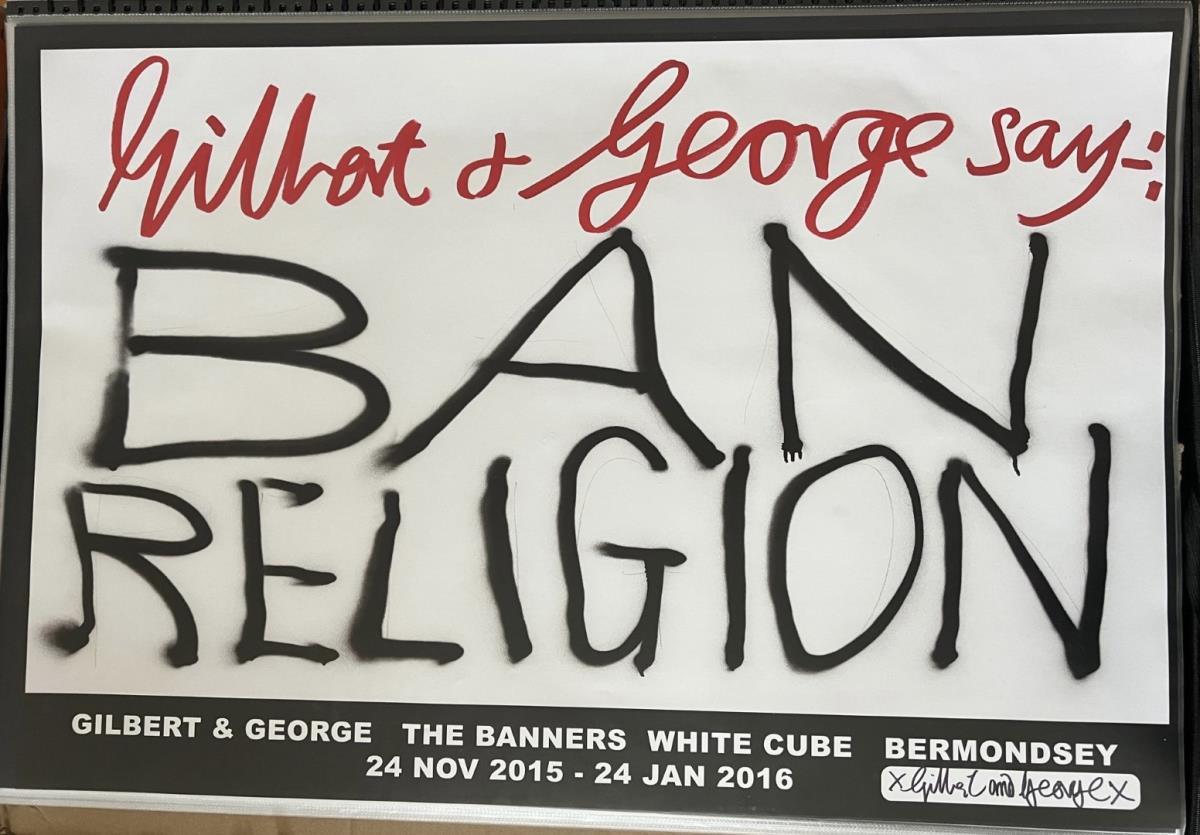 Gilbert & George say-:
BAN
RELIGION
GILBERT & GEORGE THE BANNERS WHITE CUBE BERMONDSEY
24 NOV 2015 - 24 JAN 2016
x Gilbert and George x